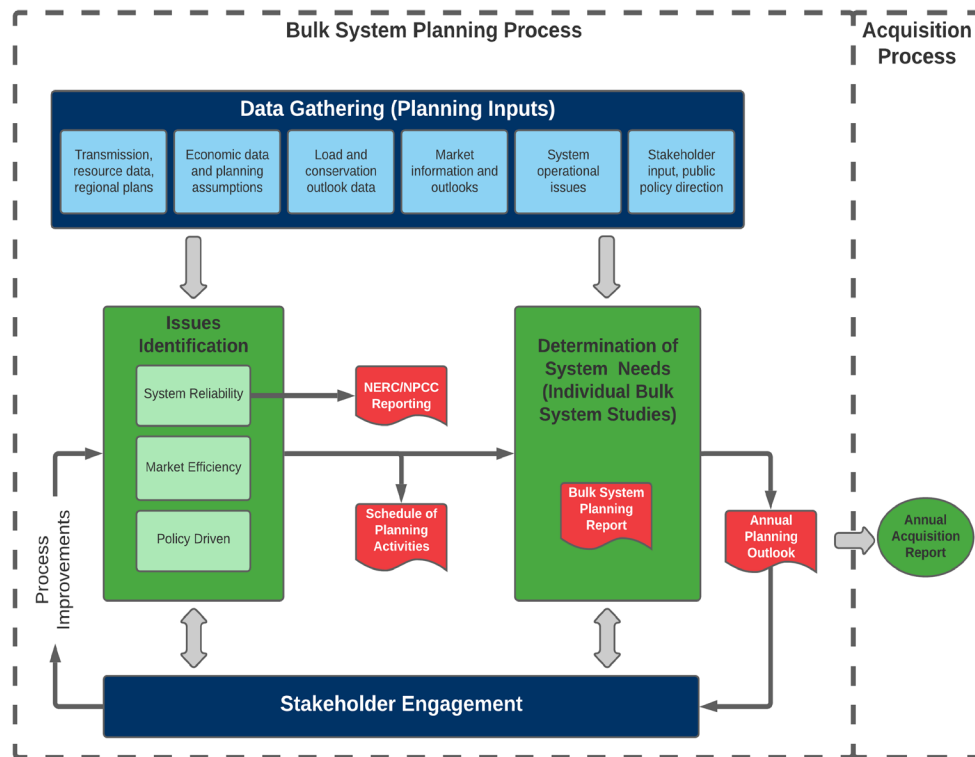 Bulk System Planning Process
Acquisition
Process
Data Gathering (Planning Inputs)
Transmission,
resource data,
regional plans
Economic data
and planning
assumptions
Load and
conservation
outlook data
Market
information and
outlooks
System
operational
issues
Stakeholder
input, public
policy direction
Issues
Identification
System Reliability
Market Efficiency
Policy Driven
NERC/NPCC
Reporting
Schedule of
Planning
Activities
Determination of
System Needs
(Individual Bulk
System Studies)
Bulk System
Planning
Report
Annual
Planning
Outlook
Annual
Acquisition
Report
Process
Improvements
Stakeholder Engagement